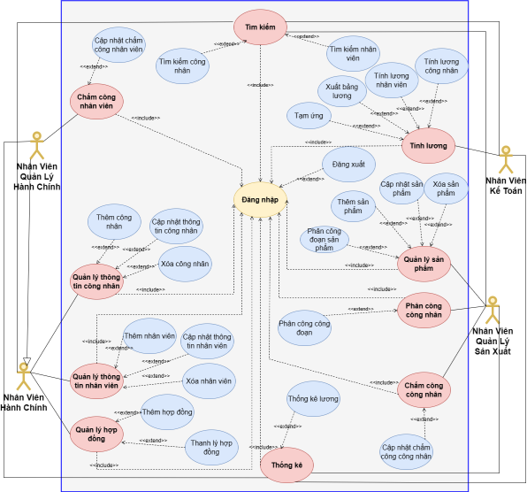 Tìm kiếm
Cập nhật chấm
công nhân viên
<<extend>>
<<extend>>
<<extend>>
Tìm kiếm công
nhân
Tìm kiếm nhân
viên
Tính lương
nhân viên
Tính lương
công nhân
Xuất bảng
lương
Tạm ứng
<<extend>>
<<extend>>
<<extend>>
<<extend>>
Chấm công
nhân viên
<<include>>
<<include>>
<<include>>
Tính lương
Nhân Viên
Quản Lý
Hành Chính
Nhân Viên
Kế Toán
Đăng xuất
<<extend>>
Đăng nhập
Cập nhật sản
phẩm
Xóa sản
phẩm
Thêm sản
phẩm
Phân công
đoạn sản
phẩm
<<extend>>
<<extend>>
<<extend>>
<<extend>>
Quản lý sản
phẩm
<<include>>
Thêm công
nhân
Cập nhật thông
tin công nhân
Xóa công nhân
<<extend>>
<<extend>>
<<extend>>
Quản lý thông
tin công nhân
<<include>>
Phân công
công nhân
<<include>>
Phân công công
đoạn
<<extend>>
Nhân Viên
Quản Lý
Sản Xuất
Thêm nhân viên
Cập nhật thông
tin nhân viên
Xóa nhân viên
<<include>>
<<extend>>
<<extend>>
<<extend>>
Quản lý thông
tin nhân viên
Nhân Viên
Hành Chính
<<include>>
Chấm công
công nhân
<<extend>>
Cập nhật chấm
công công nhân
Thêm hợp đồng
Thanh lý hợp
đồng
<<extend>>
<<extend>>
Quản lý hợp
đồng
<<include>>
Thống kê lương
<<extend>>
<<include>>
Thống kê